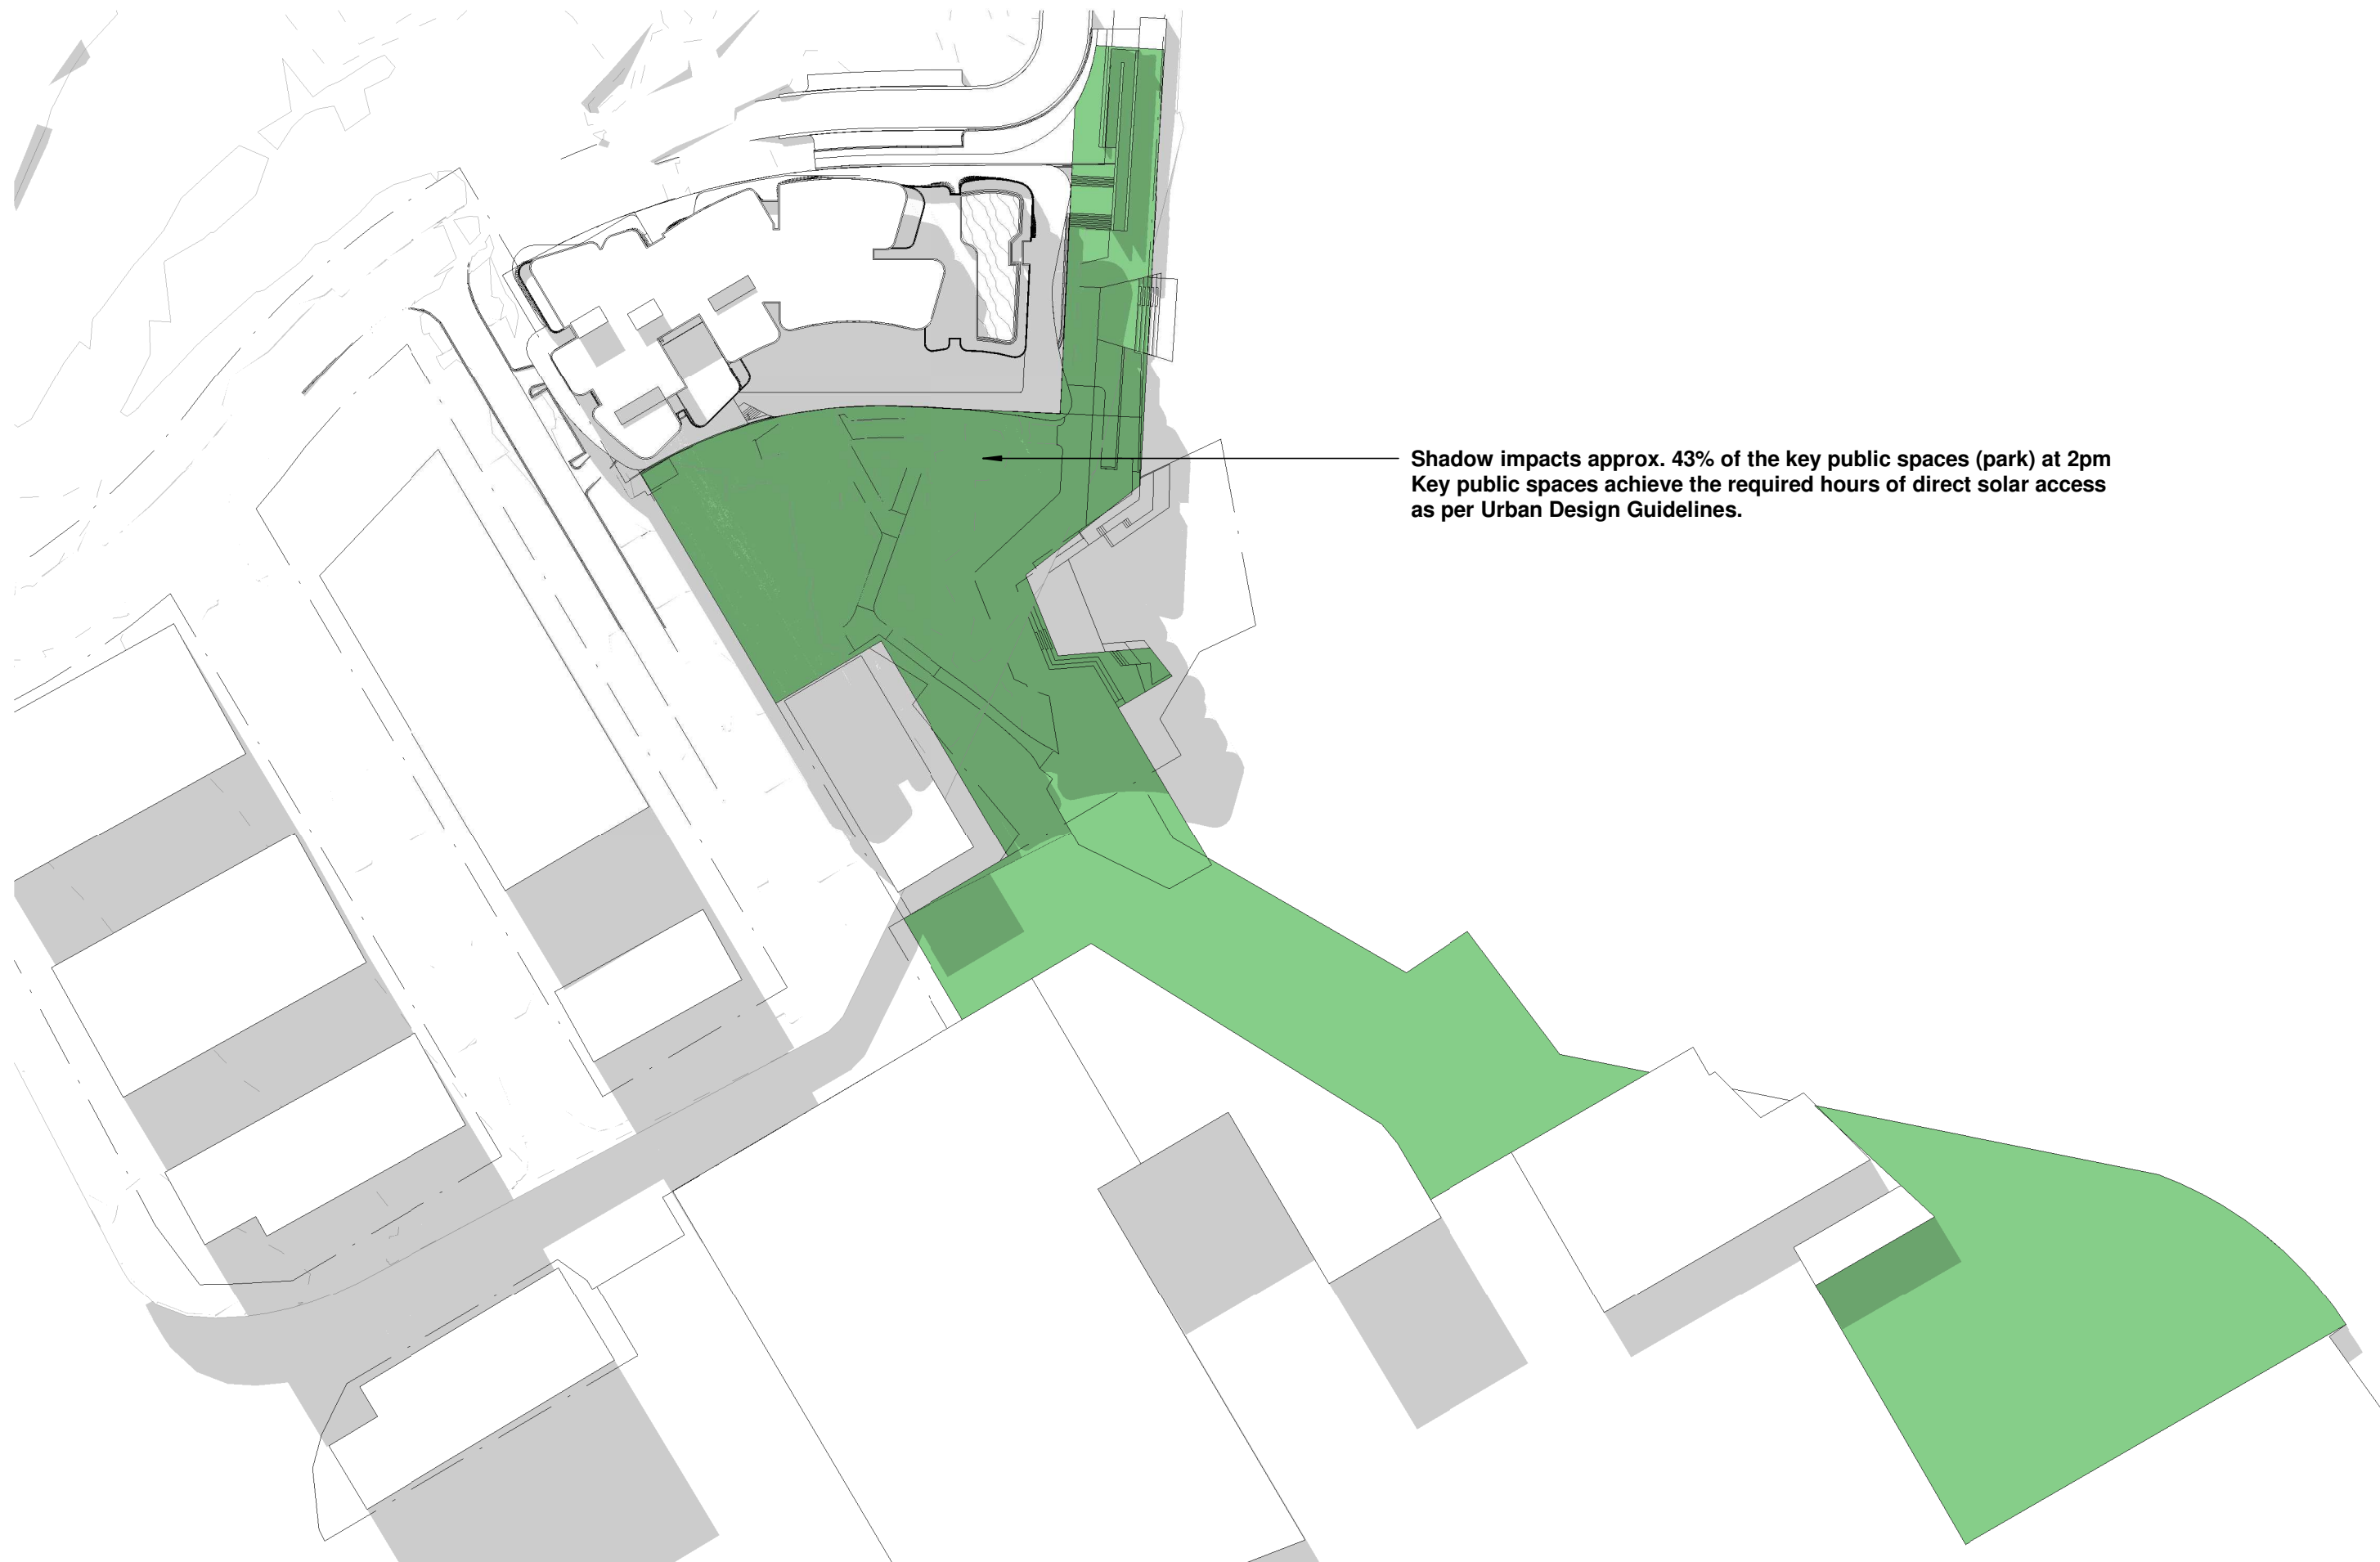 Shadow impacts approx. 43% of the key public spaces (park) at 2pm
Key public spaces achieve the required hours of direct solar access
as per Urban Design Guidelines.